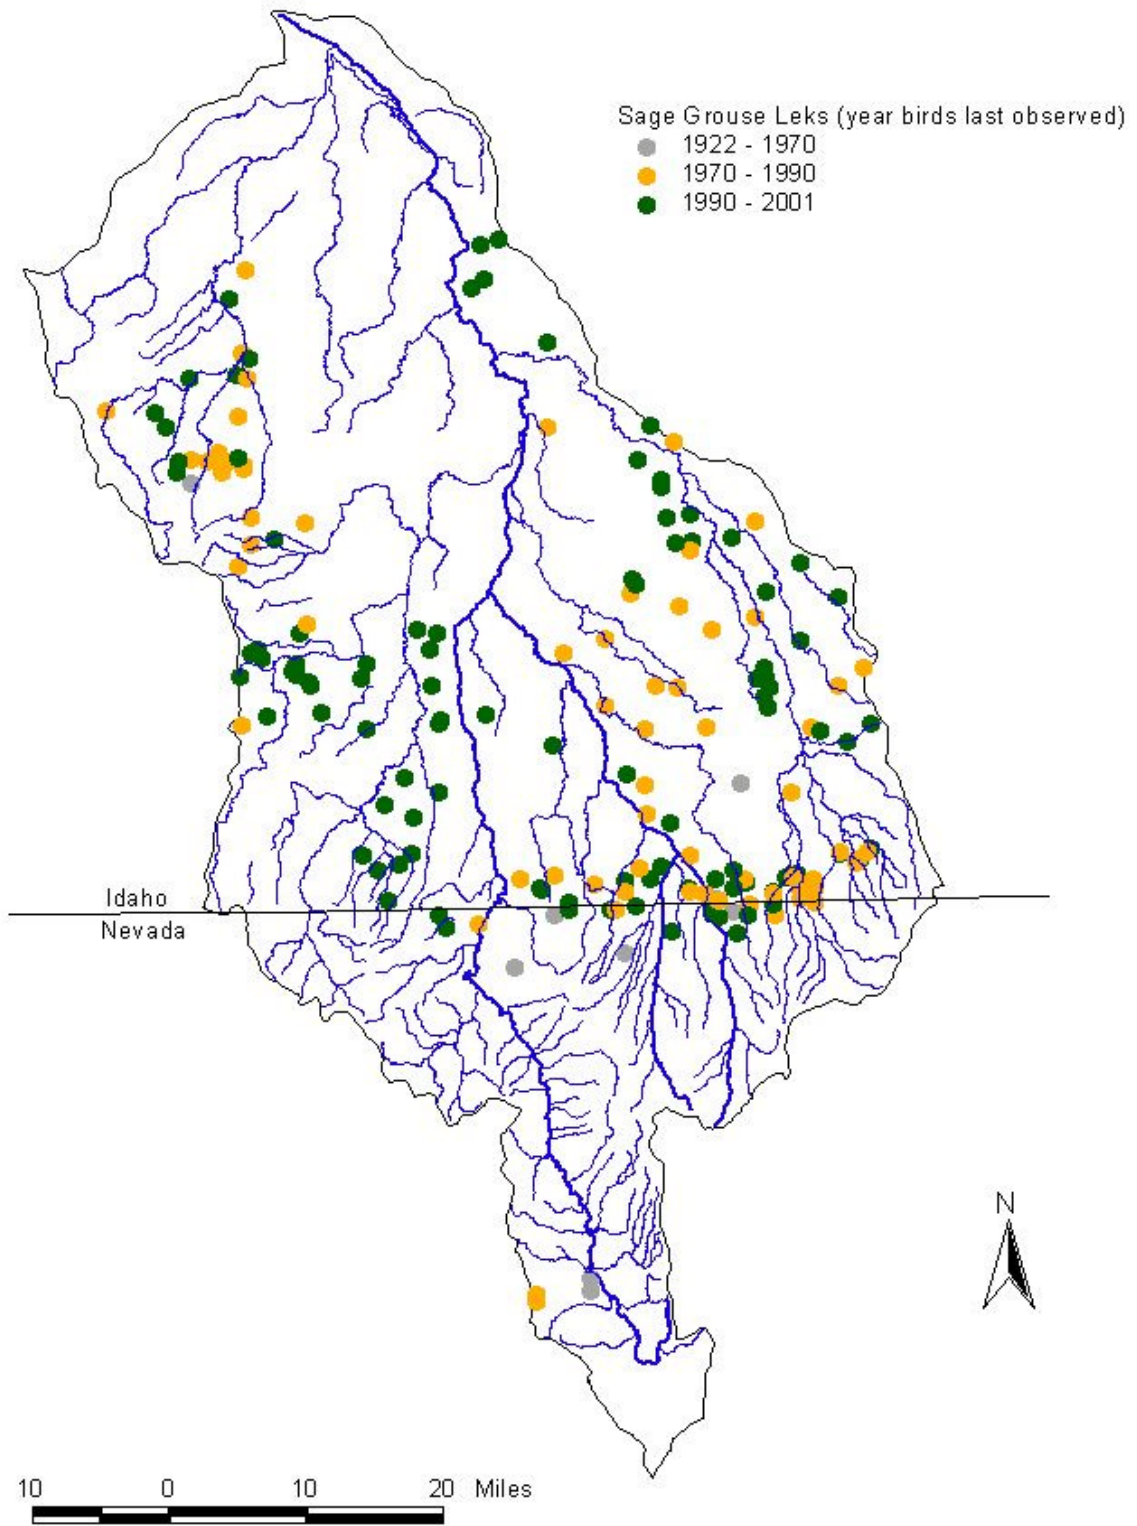 Sage Grouse Leks (year birds last observed)
1922 - 1970
1970 - 1990
1990 - 2001
Idaho
Nevada
N
10 0 10 20 Miles